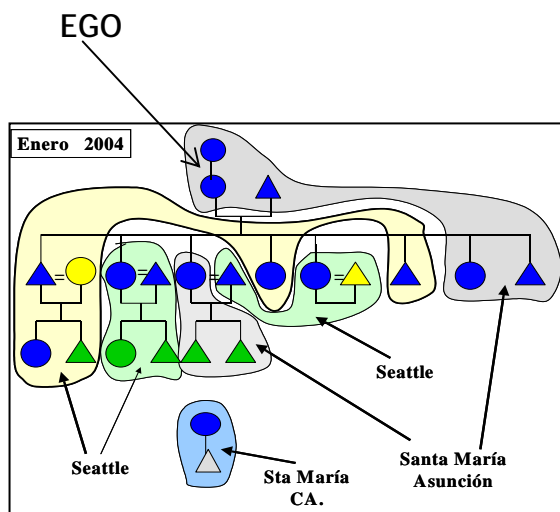 EGO
Enero 2004
Seattle
Seattle
Sta María
CA.
Santa María
Asunción